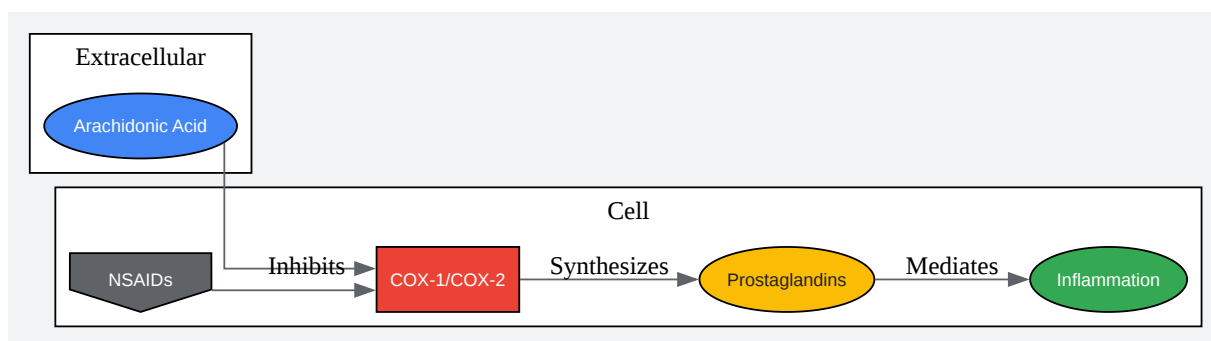 Extracellular
Arachidonic Acid
Cell
NSAIDs
Inhibits
COX-1/COX-2
Synthesizes
Prostaglandins
Mediates
Inflammation